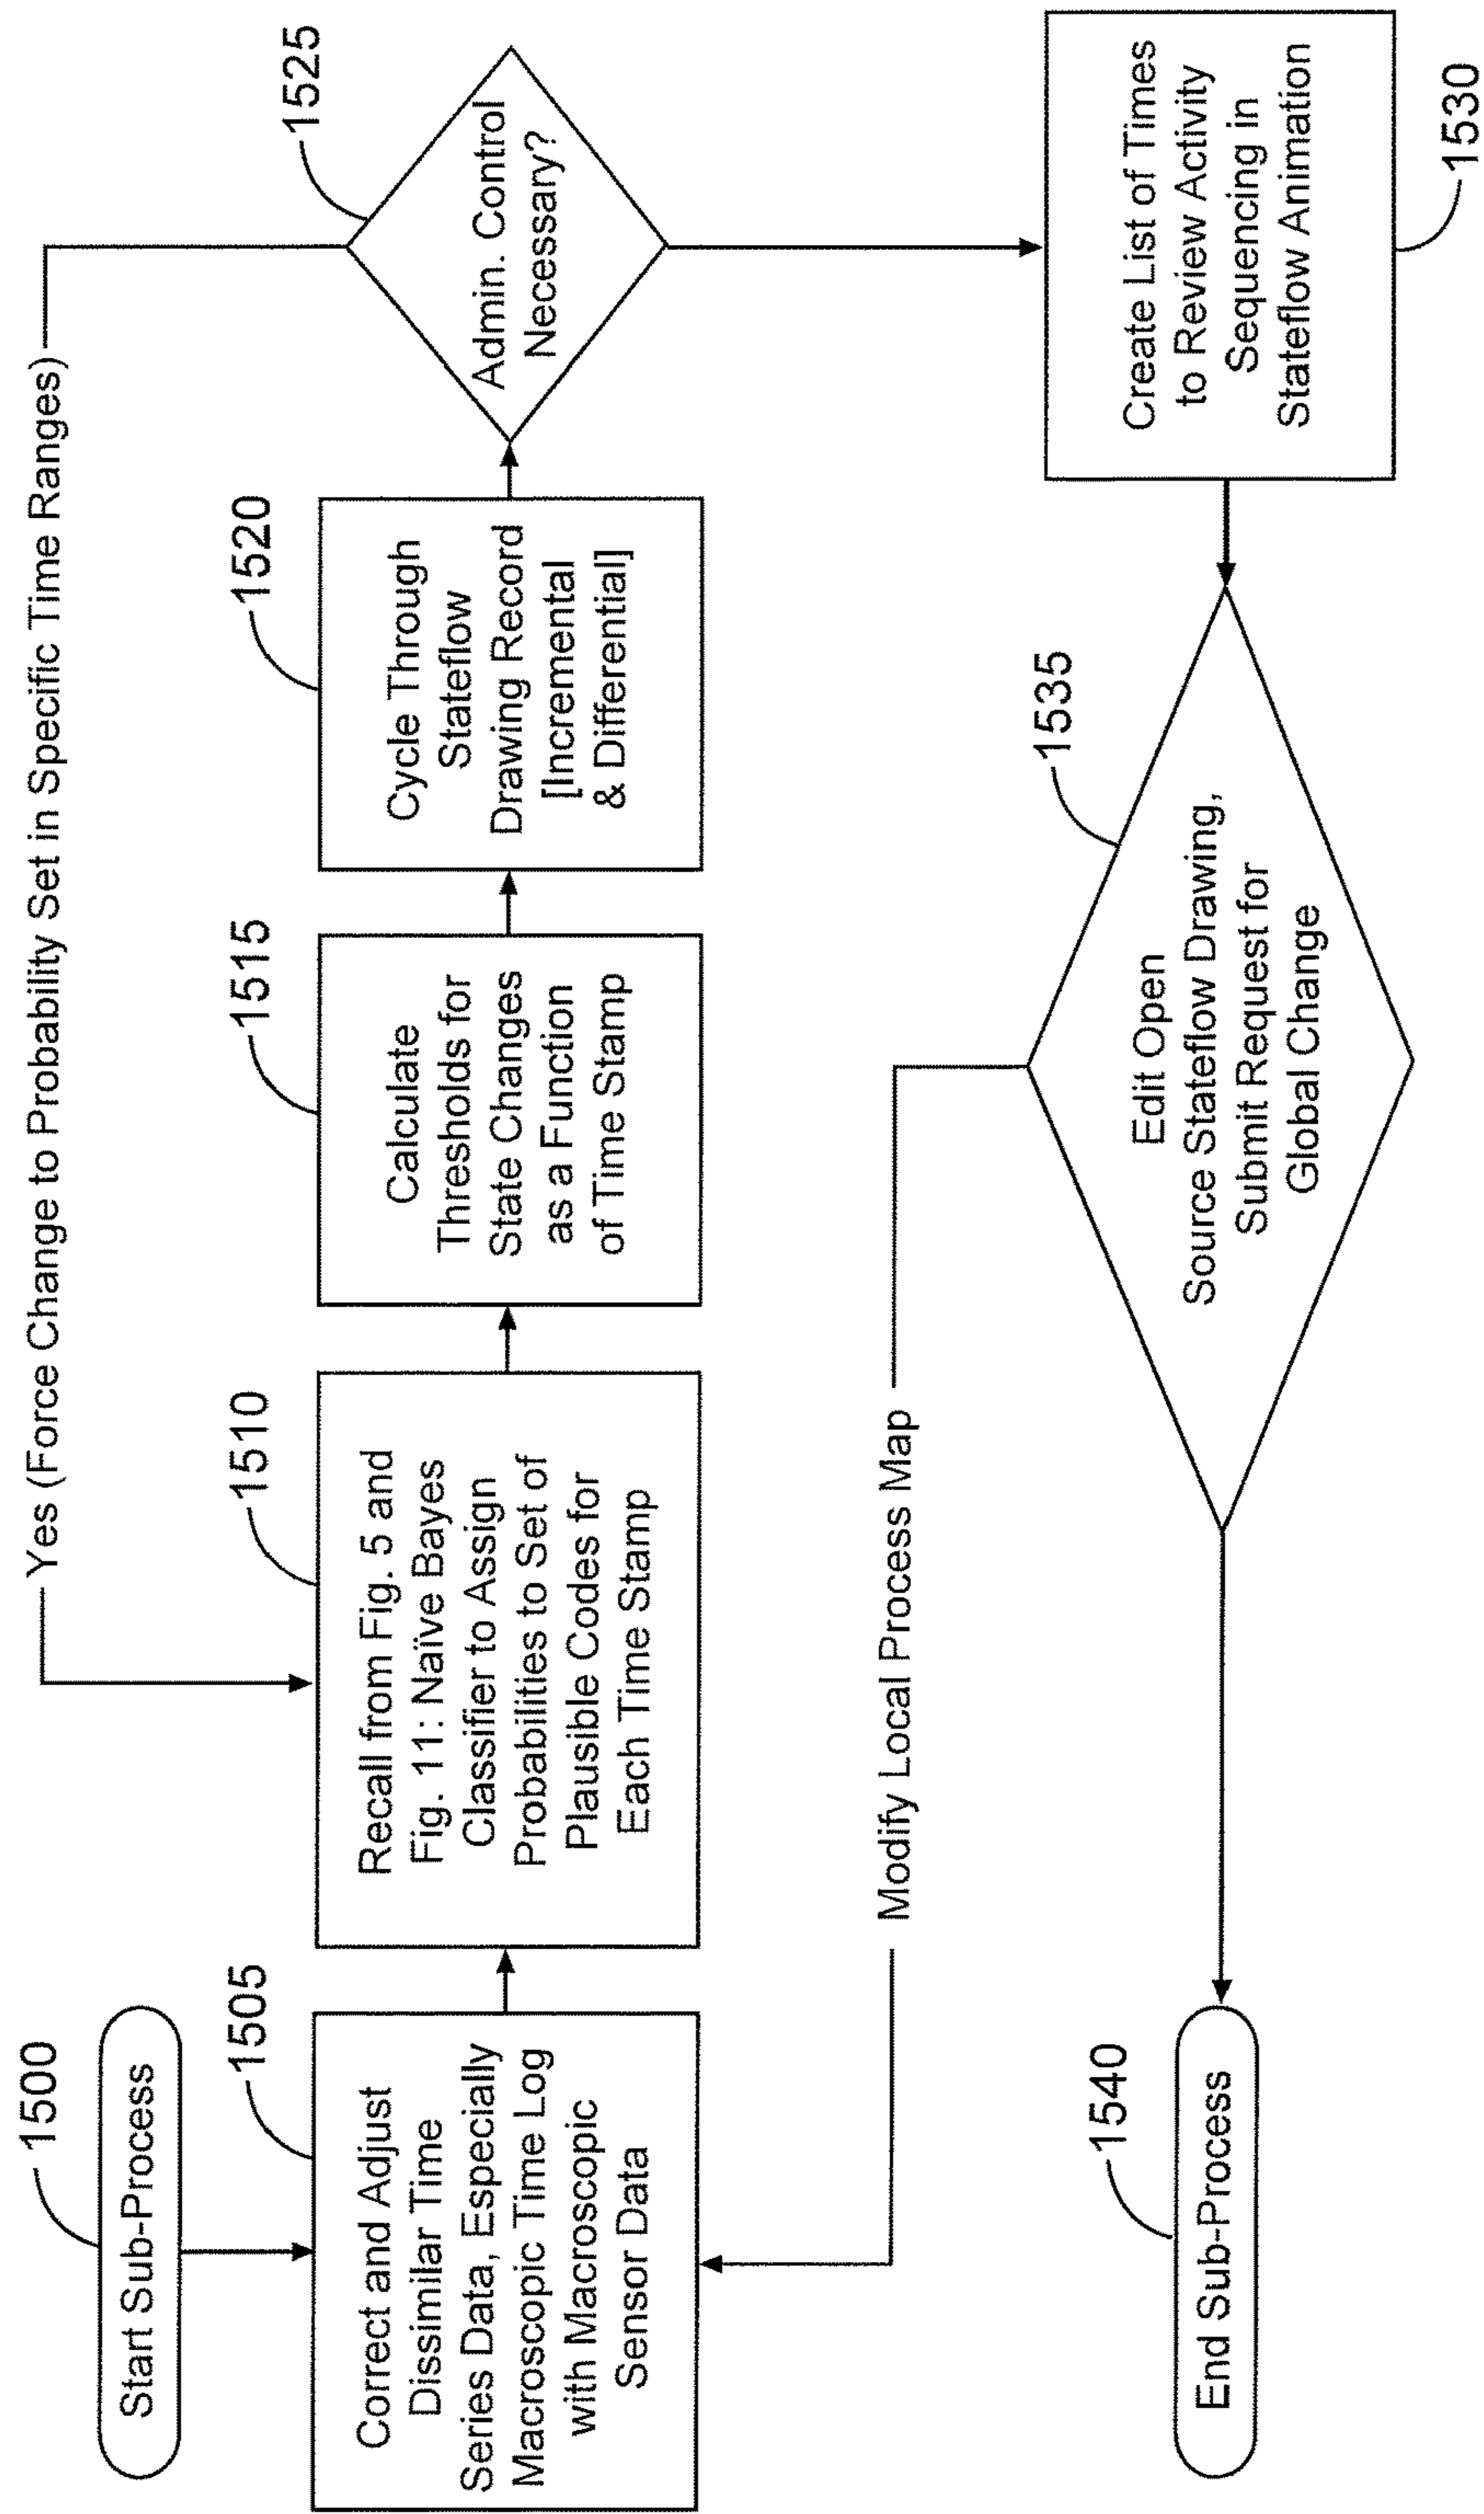 Yes (Force Change to Probability Set in Specific Time Ranges)
1500
Start Sub-Process
1505
Correct and Adjust
Dissimilar Time
Series Data, Especially
Macroscopic Time Log
with Macroscopic
Sensor Data
1510
Recall from Fig. 5 and
Fig. 11: Naïve Bayes
Classifier to Assign
Probabilities to Set of
Plausible Codes for
Each Time Stamp
1515
Calculate
Thresholds for
State Changes
as a Function
of Time Stamp
1520
Cycle Through
Stateflow
Drawing Record
[Incremental
& Differential]
1525
Admin. Control
Necessary?
Modify Local Process Map
1530
Create List of Times
to Review Activity
Sequencing in
Stateflow Animation
1535
Edit Open
Source Stateflow Drawing,
Submit Request for
Global Change
1540
End Sub-Process